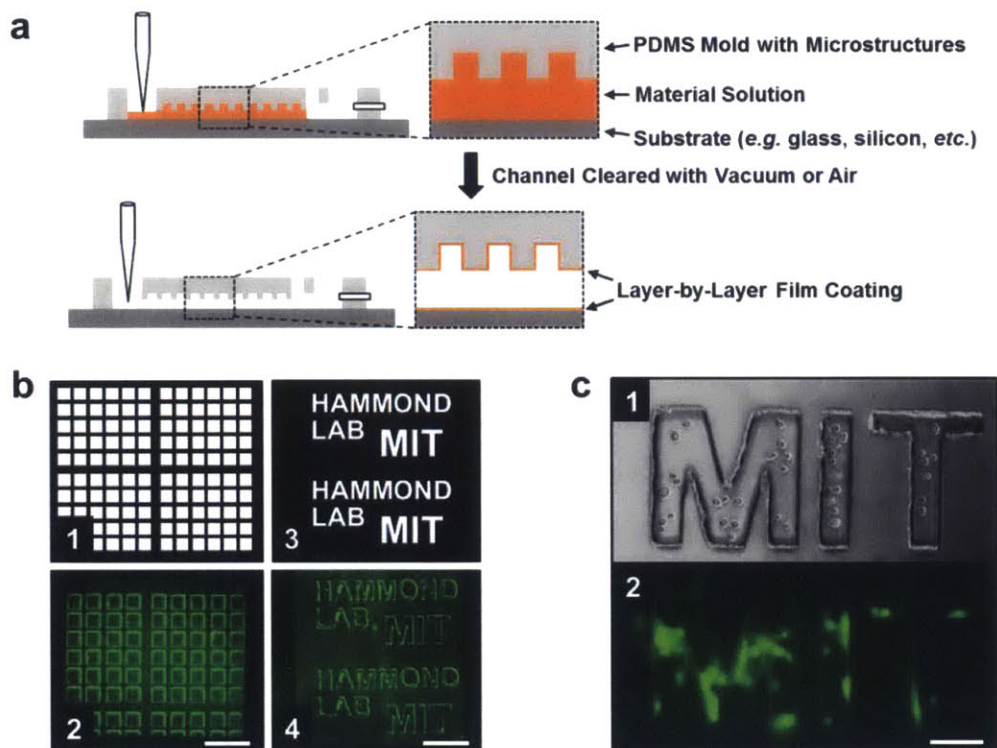 a
PDMS Mold with Microstructures
Material Solution
Substrate (e.g. glass, silicon, etc.)
Channel Cleared with Vacuum or Air
Layer-by-Layer Film Coating
b
1
HAMMOND
LAB MIT
HAMMOND
LAB MIT
3
2
HAMMOND
LAB MIT
HAMMOND
LAB MIT
4
c
1
MIT
2